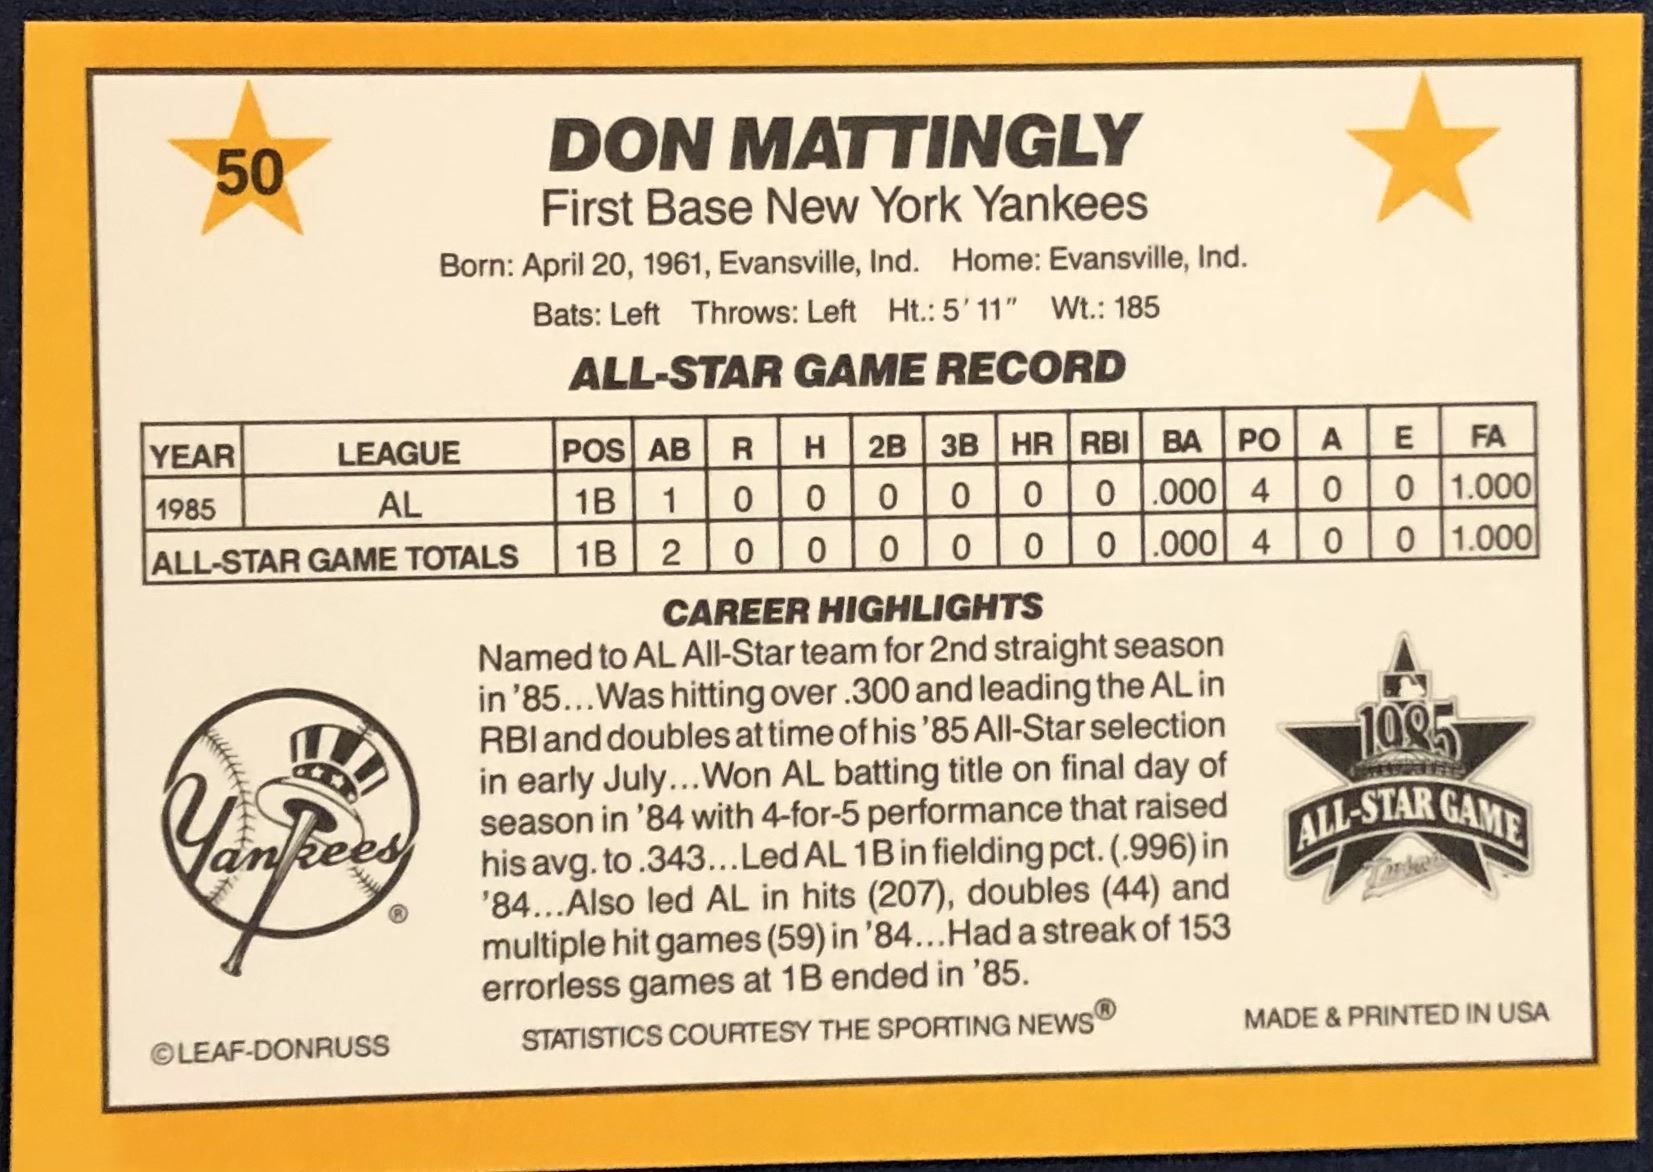 50
DON MATTINGLY
First Base New York Yankees
Born: April 20, 1961, Evansville, Ind. Home: Evansville, Ind.
Bats: Left Throws: Left Ht.: 5' 11" Wt.: 185
ALL-STAR GAME RECORD
YEAR LEAGUE POS AB R H 2B 3B HR RBI BA PO A E FA
1985 AL 1B 1 0 0 0 0 0 0 .000 4 0 0 1.000
ALL-STAR GAME TOTALS 1B 2 0 0 0 0 0 0 .000 4 0 0 1.000
CAREER HIGHLIGHTS
Named to AL All-Star team for 2nd straight season
in '85...Was hitting over .300 and leading the AL in
RBI and doubles at time of his '85 All-Star selection
in early July...Won AL batting title on final day of
season in '84 with 4-for-5 performance that raised
his avg. to .343...Led AL 1B in fielding pct. (.996) in
'84...Also led AL in hits (207), doubles (44) and
multiple hit games (59) in '84...Had a streak of 153
errorless games at 1B ended in '85.
Yankees
®
1985
ALL-STAR GAME
©LEAF-DONRUSS
STATISTICS COURTESY THE SPORTING NEWS®
MADE & PRINTED IN USA